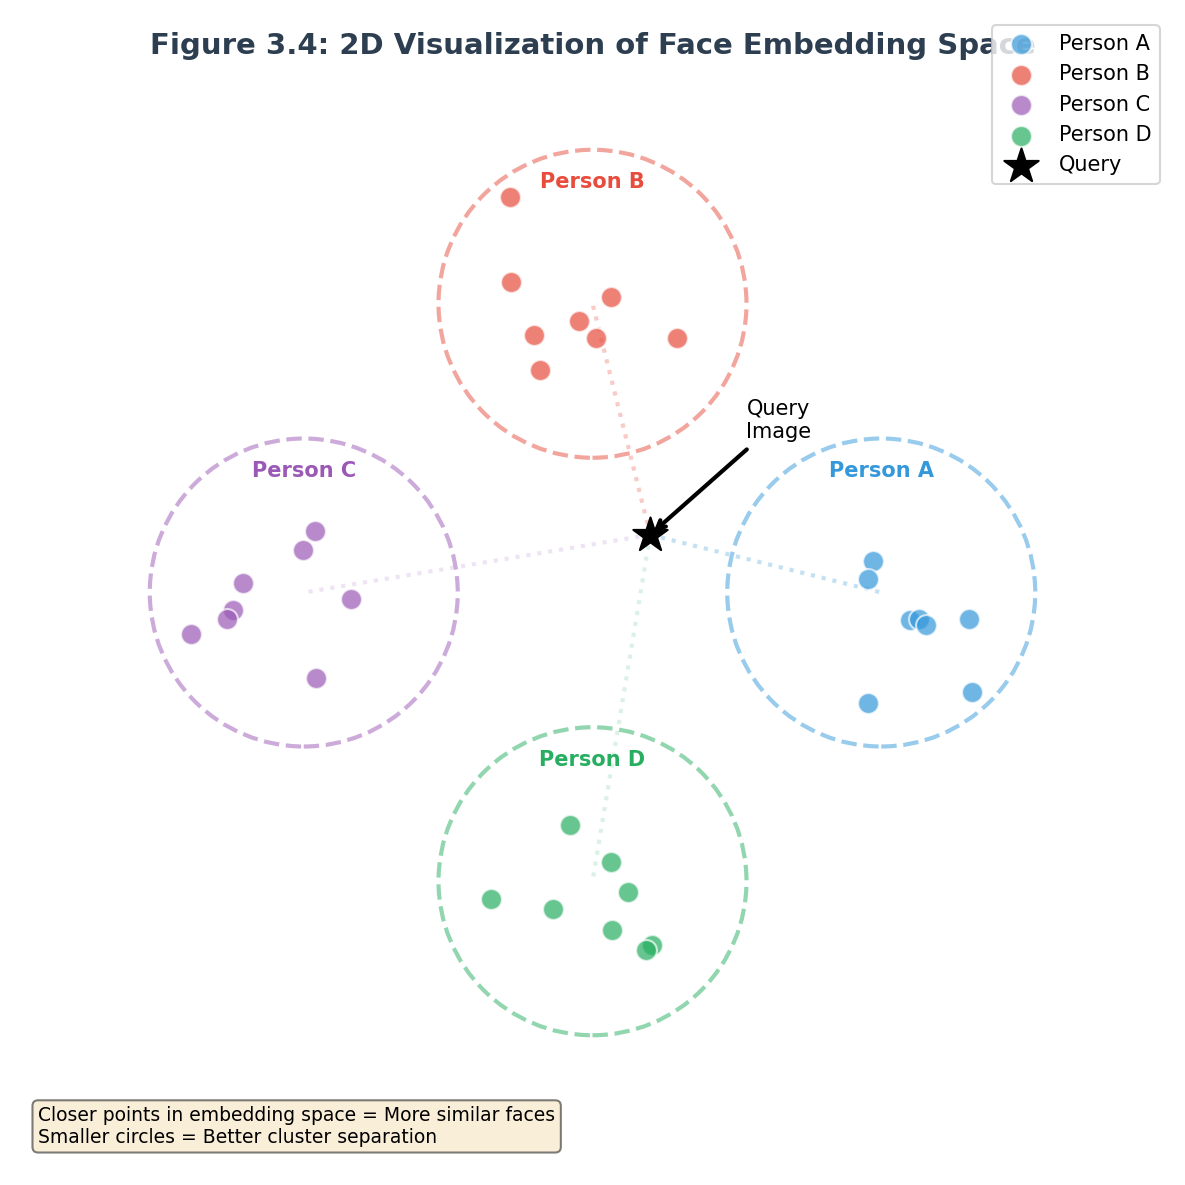 Figure 3.4: 2D Visualization of Face Embedding Space
Person A
Person B
Person C
Person D
Query
Person B
Query
Image
Person C
Person A
Person D
Closer points in embedding space = More similar faces
Smaller circles = Better cluster separation